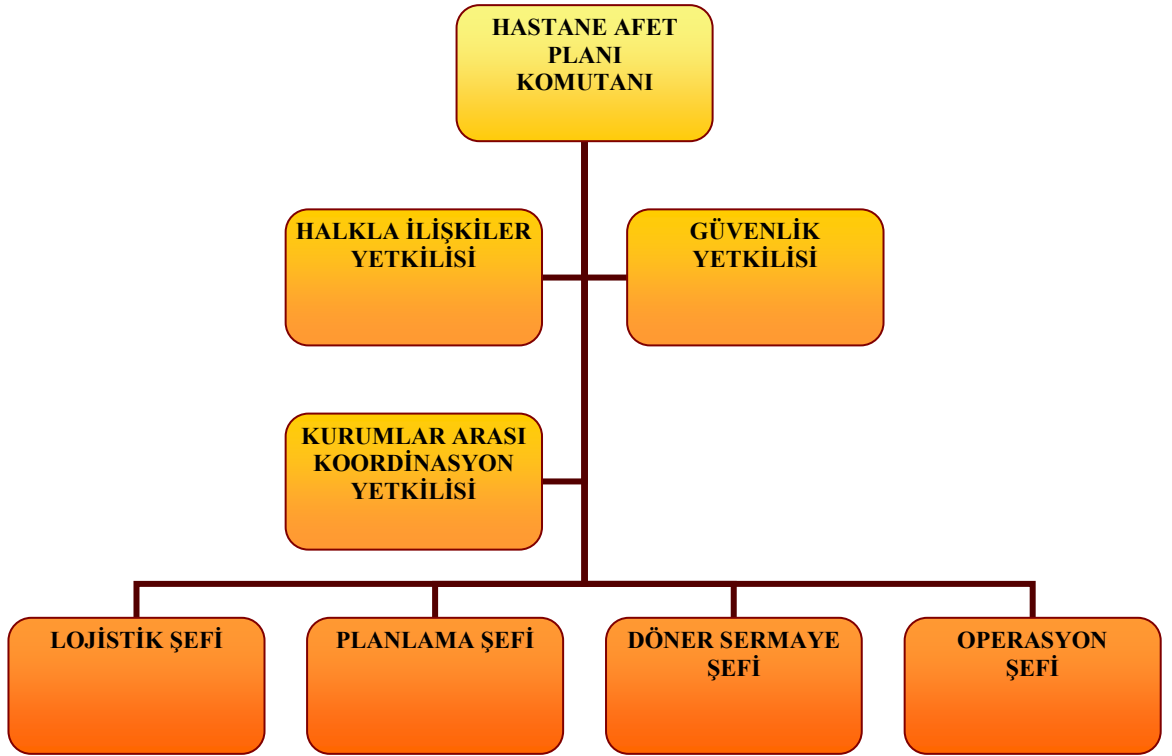 HASTANE AFET
PLANI
KOMUTANI
HALKLA İLİŞKİLER
YETKİLİSİ
GÜVENLİK
YETKİLİSİ
KURUMLAR ARASI
KOORDİNASYON
YETKİLİSİ
LOJİSTİK ŞEFİ
PLANLAMA ŞEFİ
DÖNER SERMAYE
ŞEFİ
OPERASYON
ŞEFİ